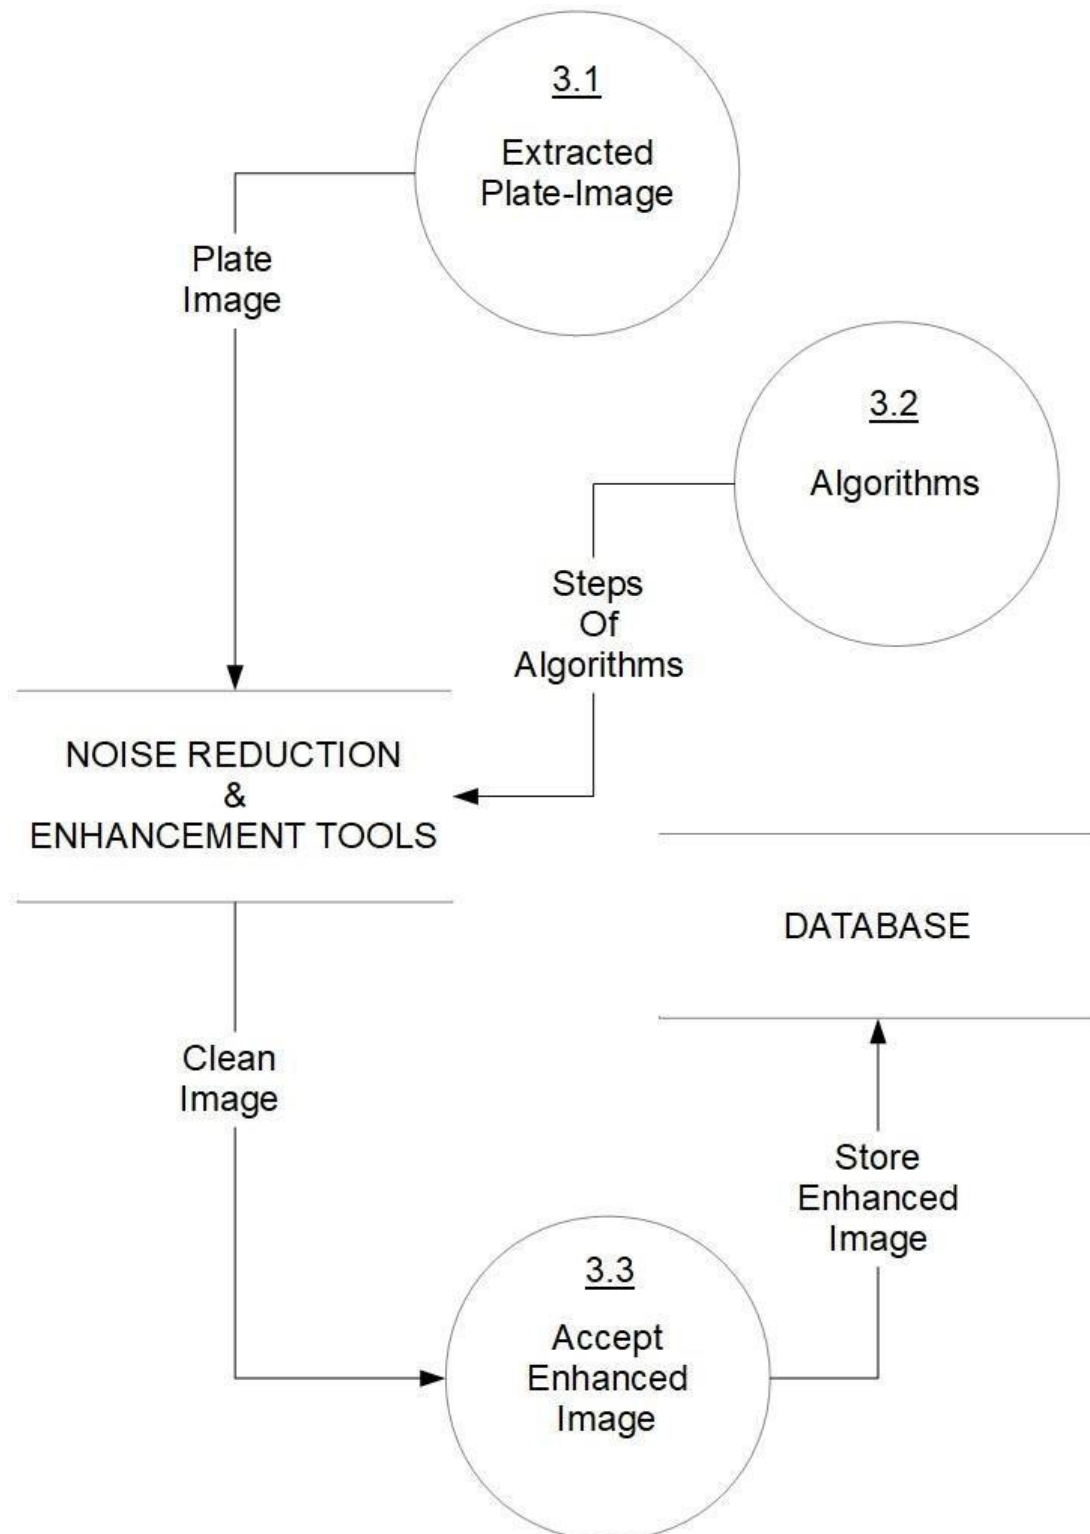 3.1
Extracted
Plate-Image
Plate
Image
3.2
Algorithms
Steps
Of
Algorithms
NOISE REDUCTION
&
ENHANCEMENT TOOLS
DATABASE
Clean
Image
Store
Enhanced
Image
3.3
Accept
Enhanced
Image